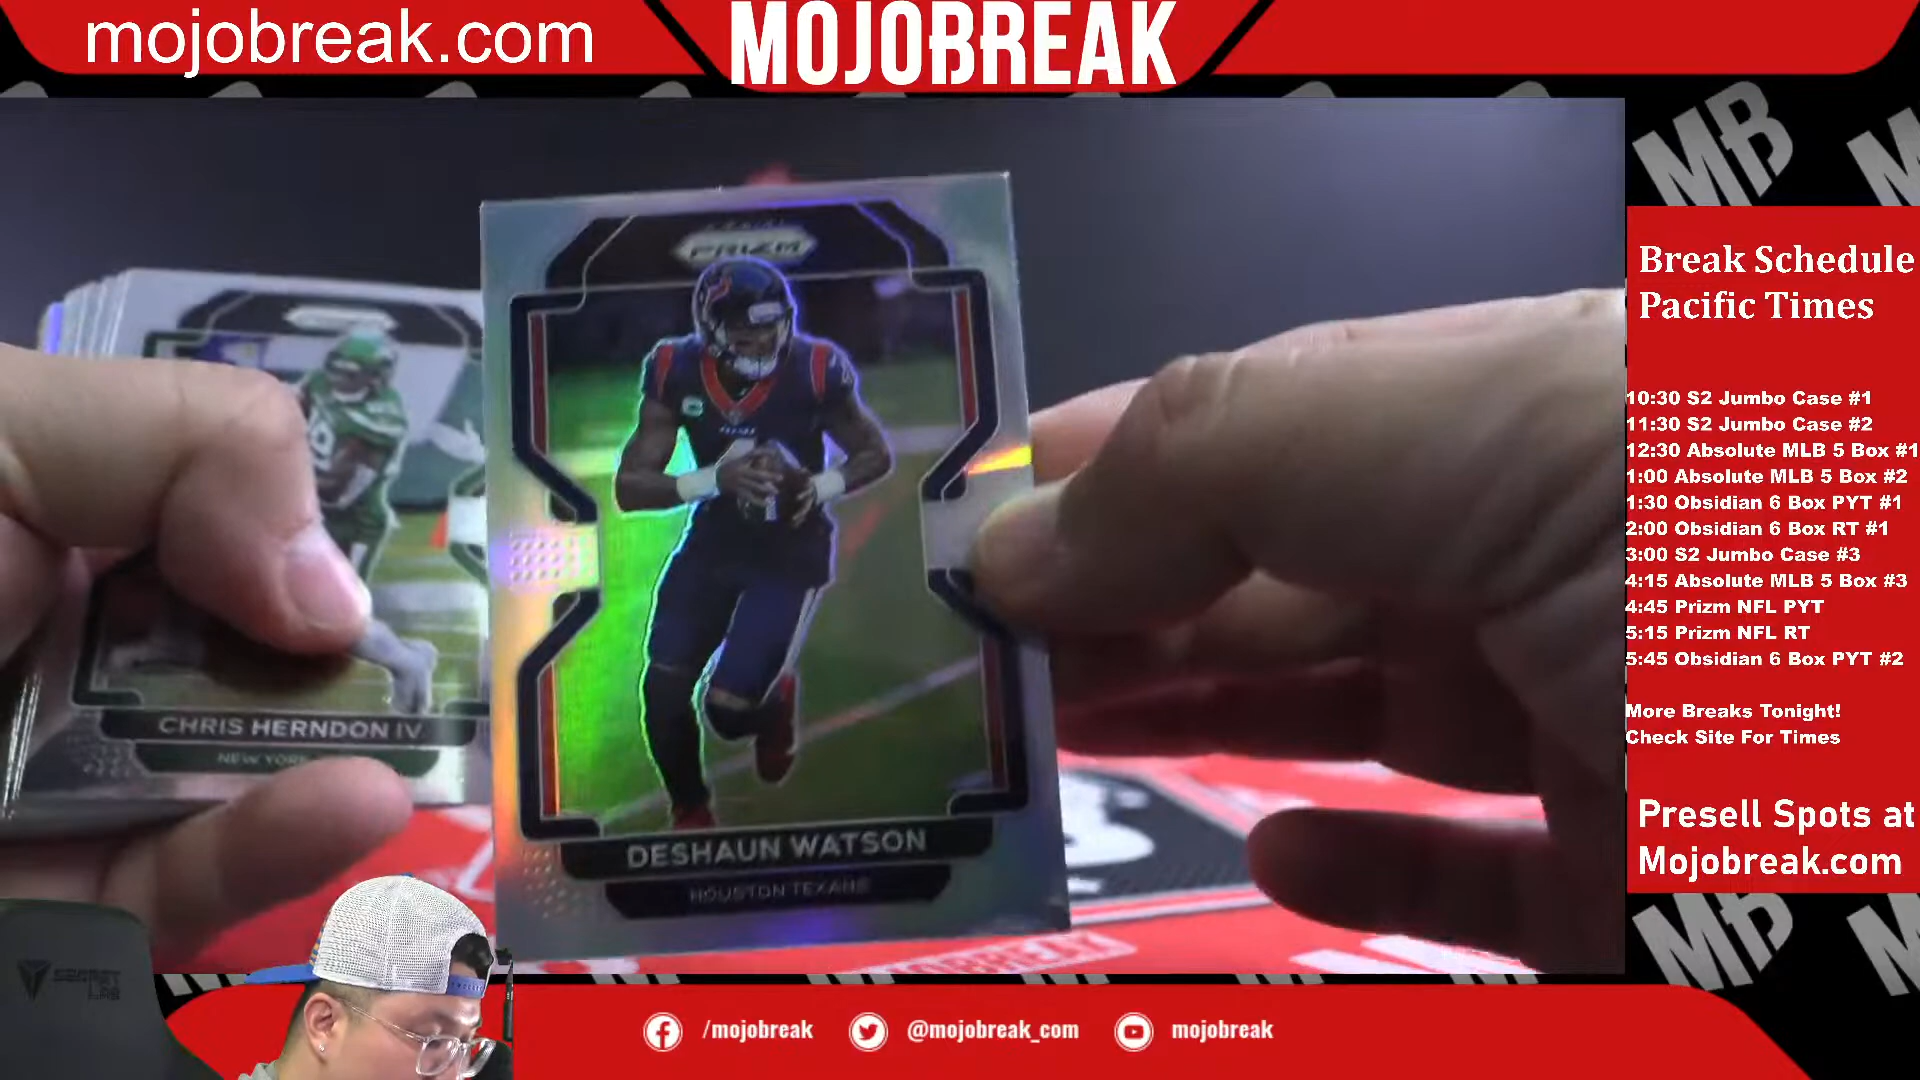 mojobreak.com
MOJOBREAK
MB
Break Schedule
Pacific Times
10:30 S2 Jumbo Case #1
11:30 S2 Jumbo Case #2
12:30 Absolute MLB 5 Box #1
1:00 Absolute MLB 5 Box #2
1:30 Obsidian 6 Box PYT #1
2:00 Obsidian 6 Box RT #1
3:00 S2 Jumbo Case #3
4:15 Absolute MLB 5 Box #3
4:45 Prizm NFL PYT
5:15 Prizm NFL RT
5:45 Obsidian 6 Box PYT #2
More Breaks Tonight!
Check Site For Times
Presell Spots at
Mojobreak.com
MB
PRIZM
DESHAUN WATSON
HOUSTON TEXANS
CHRIS HERNDON IV
NEW YORK
MOJOBREAK
/mojobreak
@mojobreak_com
mojobreak